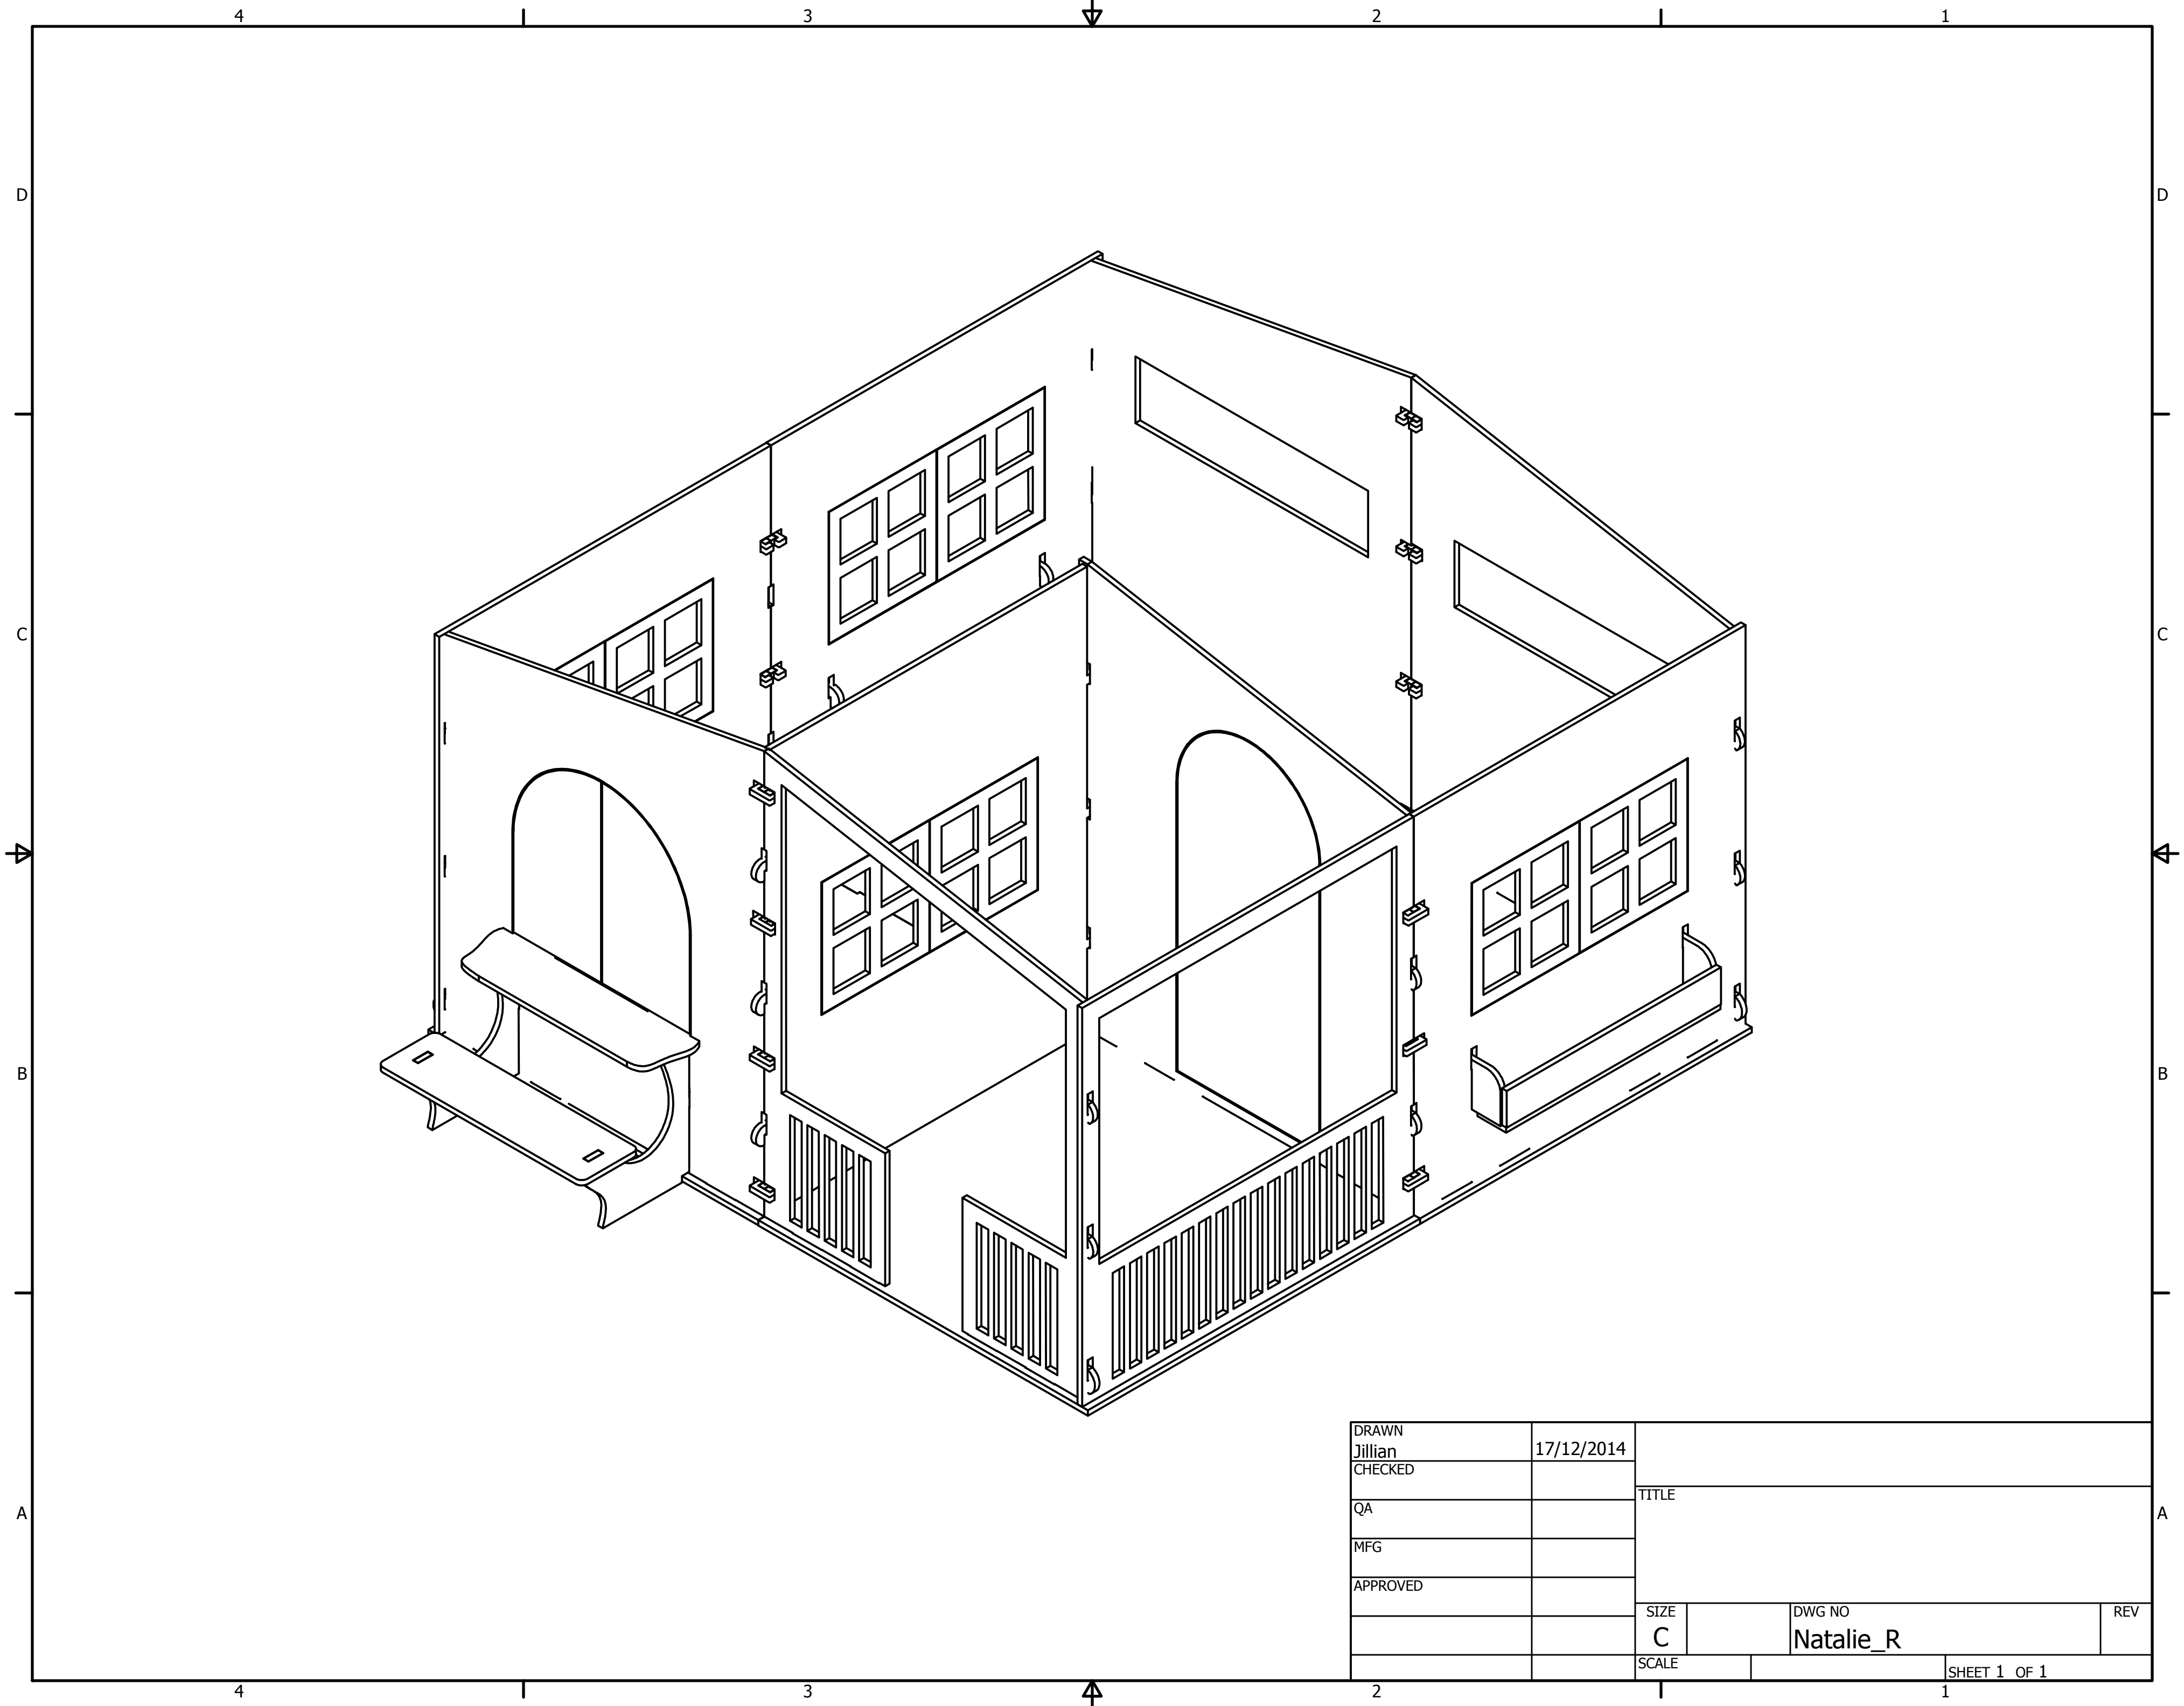 4 3 2 1
D D
C C
B B
A A
DRAWN
Jillian 17/12/2014
CHECKED
QA
MFG
APPROVED
TITLE
SIZE DWG NO REV
C Natalie_R
SCALE
SHEET 1 OF 1
4 3 2 1